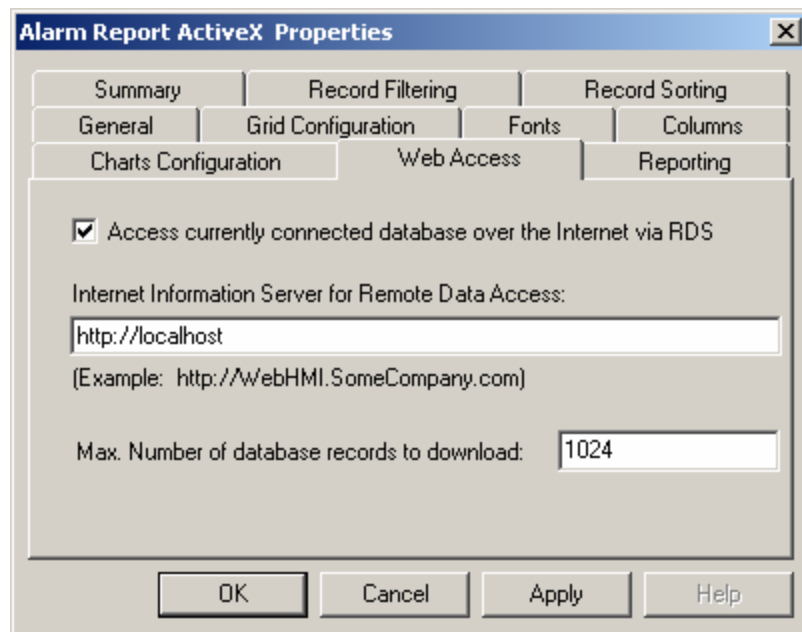 Alarm Report ActiveX Properties
Summary
Record Filtering
Record Sorting
General
Grid Configuration
Fonts
Columns
Charts Configuration
Web Access
Reporting
Access currently connected database over the Internet via RDS
Internet Information Server for Remote Data Access:
http://localhost
(Example: http://WebHMI.SomeCompany.com)
Max. Number of database records to download:
1024
OK
Cancel
Apply
Help